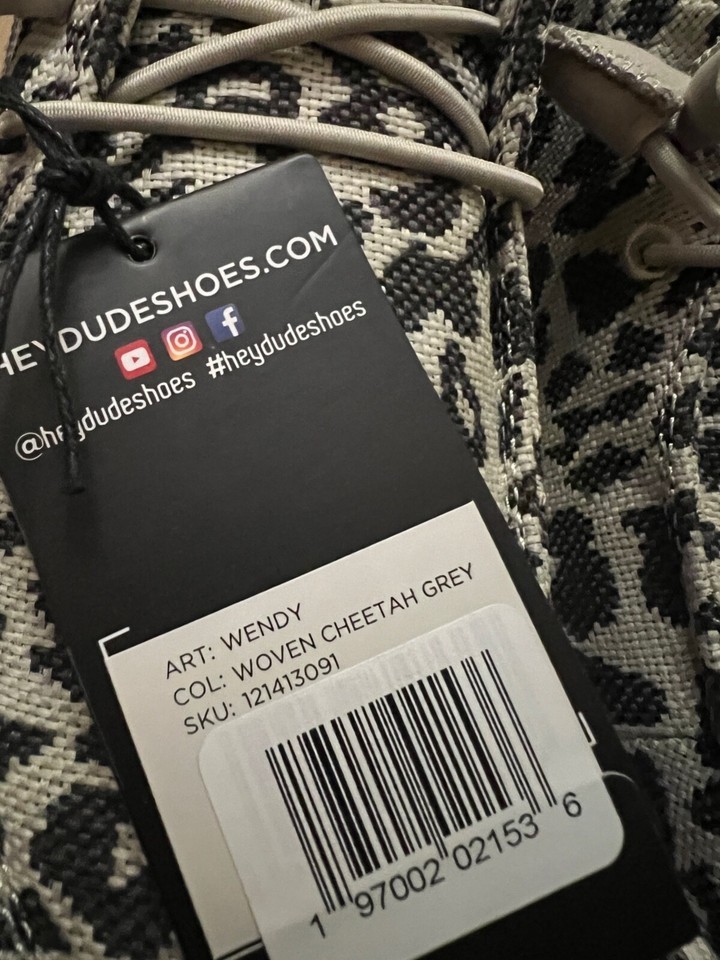 HEYDUDESHOES.COM
@heydudeshoes #heydudeshoes
ART: WENDY
COL: WOVEN CHEETAH GREY
SKU: 121413091
1 97002 02153 6